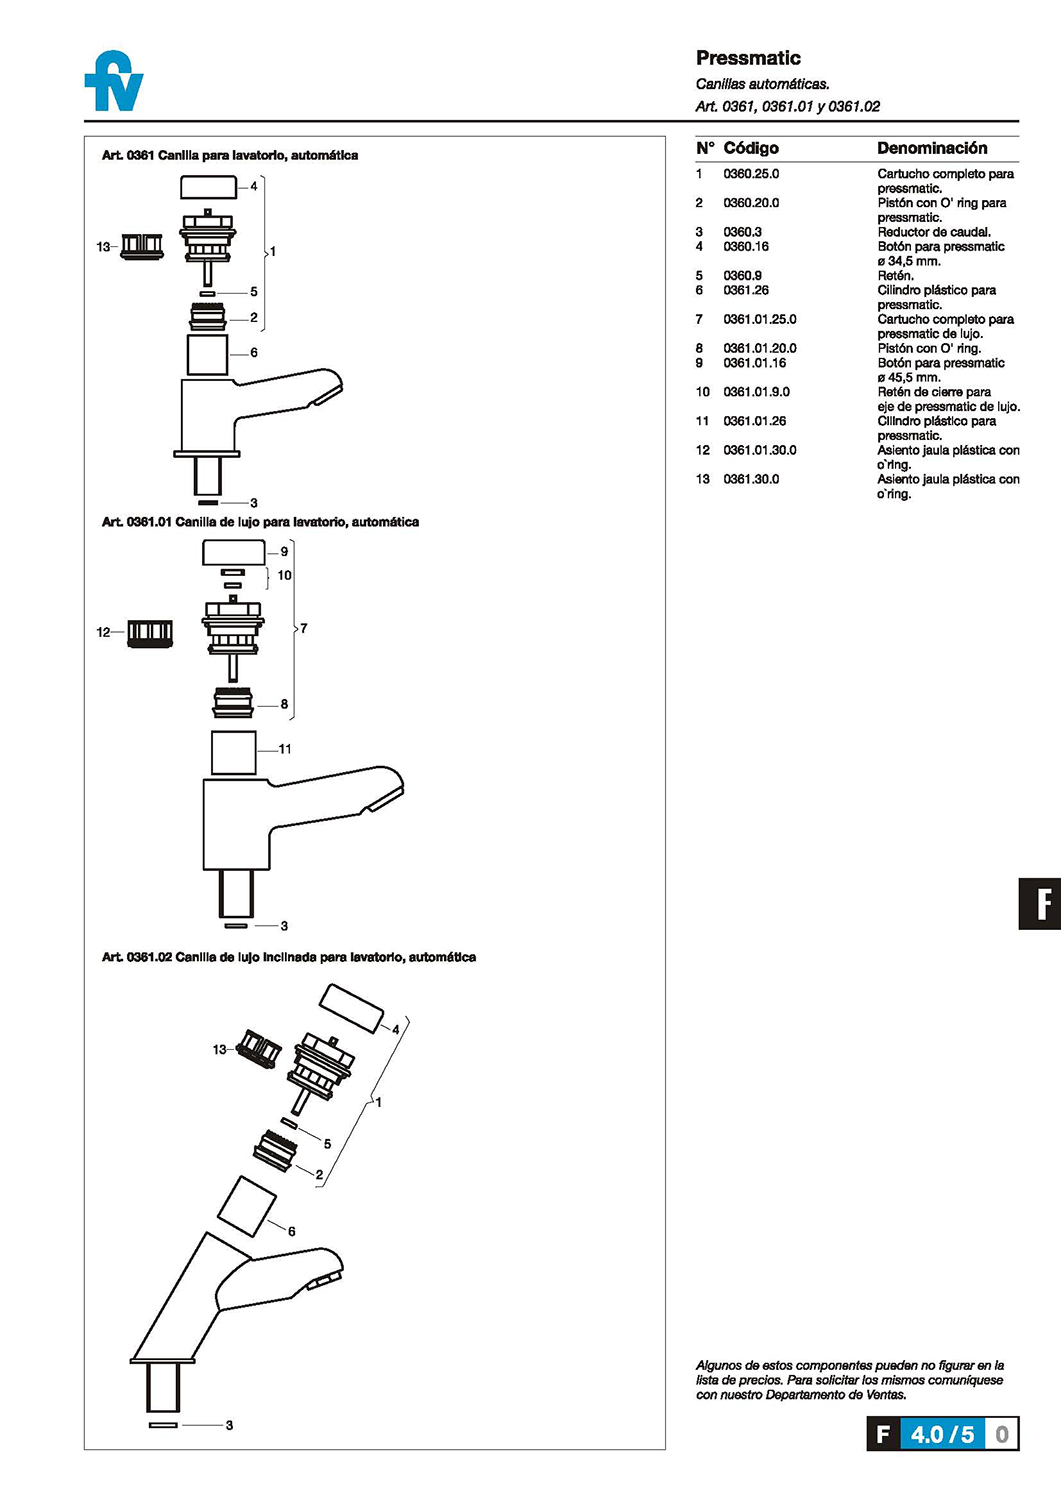 fv
Pressmatic
Canillas automáticas.
Art. 0361, 0361.01 y 0361.02
Art. 0361 Canilla para lavatorio, automática
4
13
1
5
2
6
3
Art. 0361.01 Canilla de lujo para lavatorio, automática
9
10
12
7
8
11
3
Art. 0361.02 Canilla de lujo inclinada para lavatorio, automática
4
13
1
5
2
6
3
N° Código Denominación
1 0360.25.0 Cartucho completo para
pressmatic.
2 0360.20.0 Pistón con O' ring para
pressmatic.
3 0360.3 Reductor de caudal.
4 0360.16 Botón para pressmatic
ø 34,5 mm.
5 0360.9 Retén.
6 0361.26 Cilindro plástico para
pressmatic.
7 0361.01.25.0 Cartucho completo para
pressmatic de lujo.
8 0361.01.20.0 Pistón con O' ring.
9 0361.01.16 Botón para pressmatic
ø 45,5 mm.
10 0361.01.9.0 Retén de cierre para
eje de pressmatic de lujo.
11 0361.01.26 Cilindro plástico para
pressmatic.
12 0361.01.30.0 Asiento jaula plástica con
o`ring.
13 0361.30.0 Asiento jaula plástica con
o`ring.
F
Algunos de estos componentes pueden no figurar en la
lista de precios. Para solicitar los mismos comuníquese
con nuestro Departamento de Ventas.
F 4.0 / 5 0